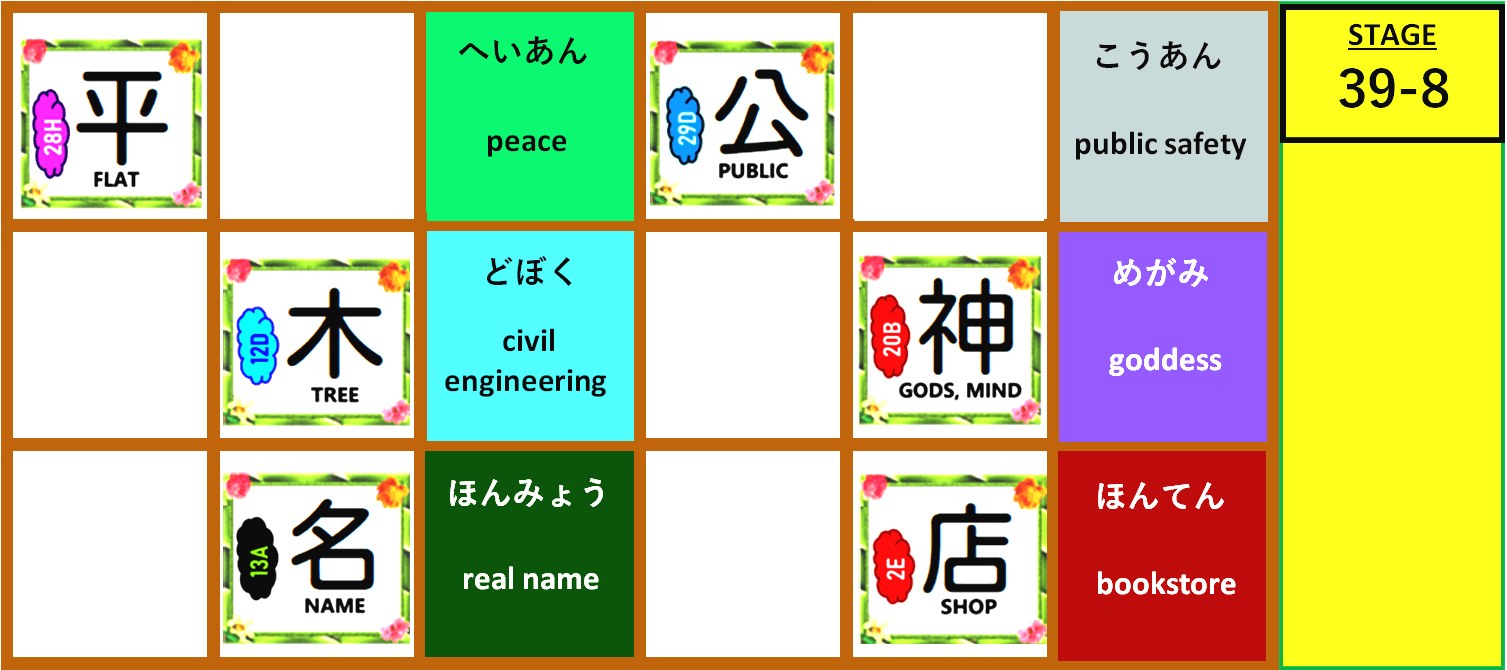 平
28H
FLAT
へいあん
peace
公
29D
PUBLIC
こうあん
public safety
STAGE
39-8
木
12D
TREE
どぼく
civil
engineering
神
20B
GODS, MIND
めがみ
goddess
名
13A
NAME
ほんみょう
real name
店
2E
SHOP
ほんてん
bookstore